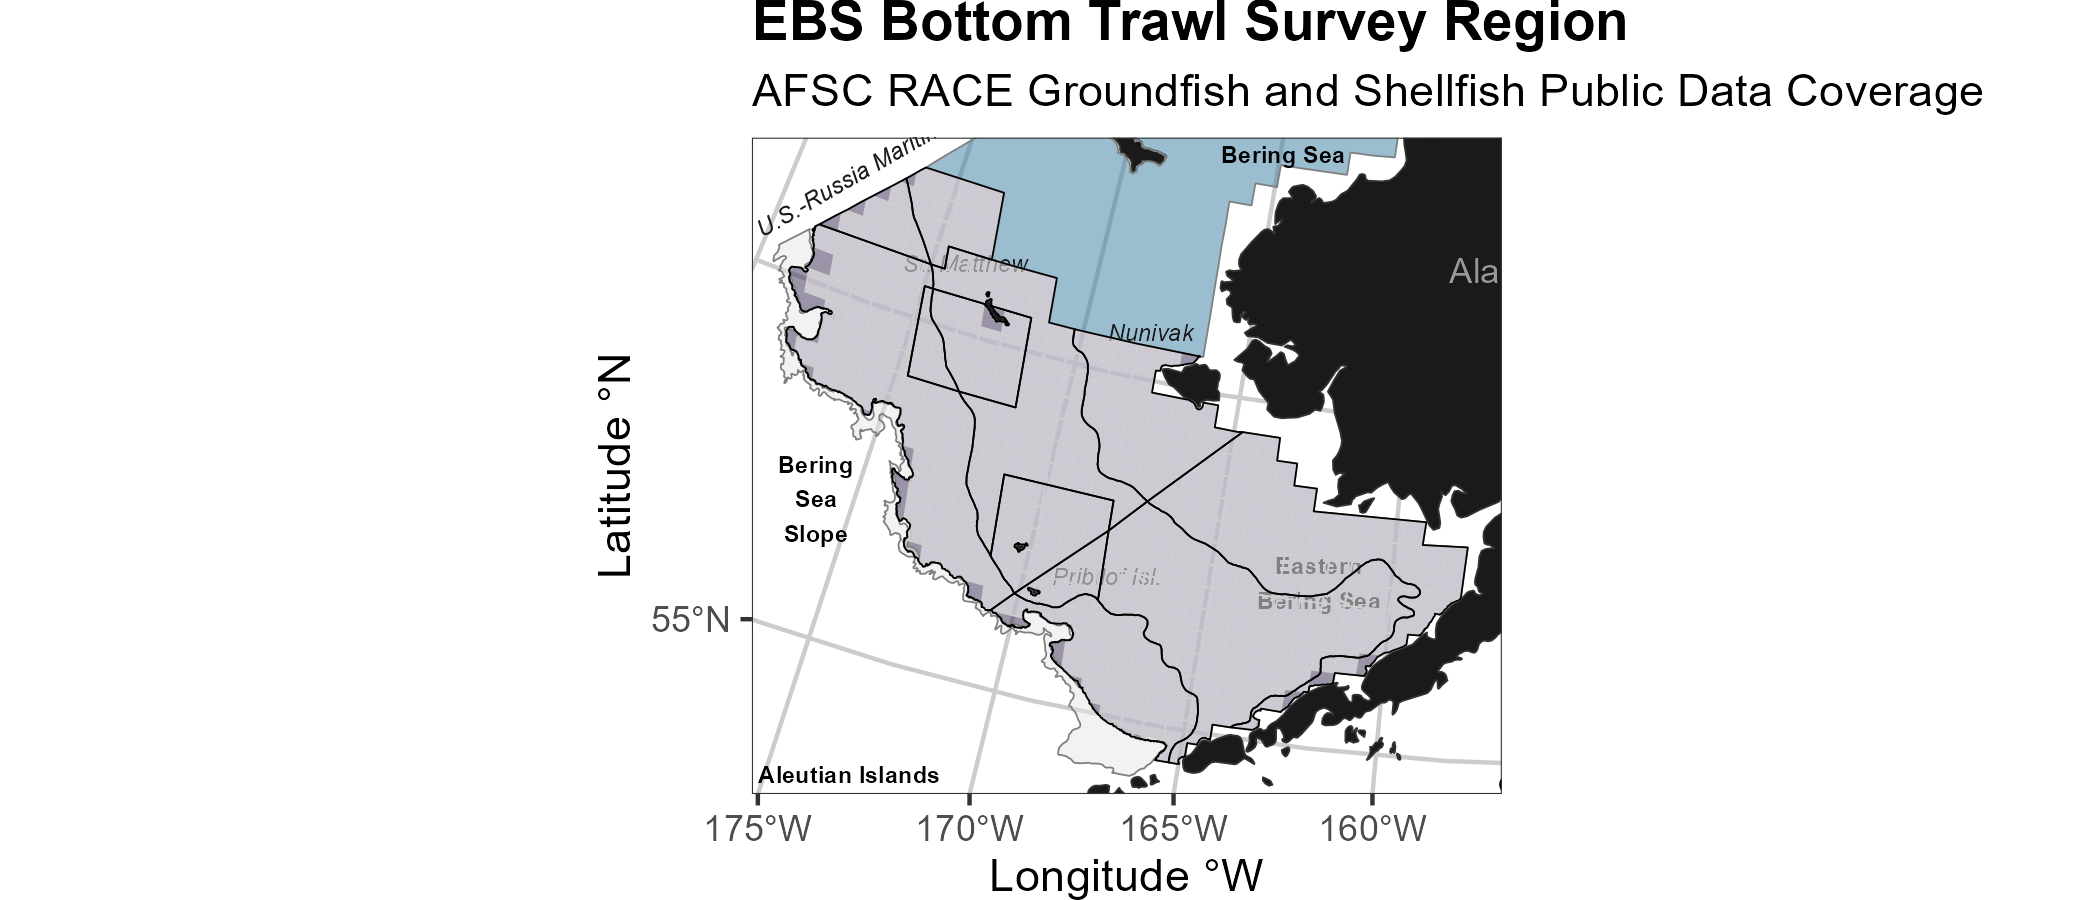 EBS Bottom Trawl Survey Region
AFSC RACE Groundfish and Shellfish Public Data Coverage
U.S.-Russia Mariti
Bering Sea
St. Matthew
Ala
Nunivak
Bering
Sea
Slope
Eastern
Bering Sea
Pribilof Isl.
Aleutian Islands
Latitude °N
55°N
175°W
170°W
165°W
160°W
Longitude °W